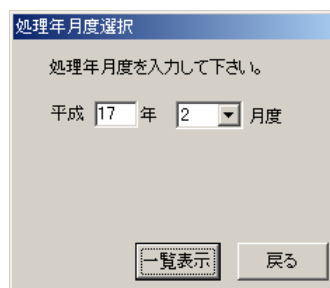 処理年月度選択
処理年月度を入力して下さい。
平成 17 年 2 月度
一覧表示 戻る